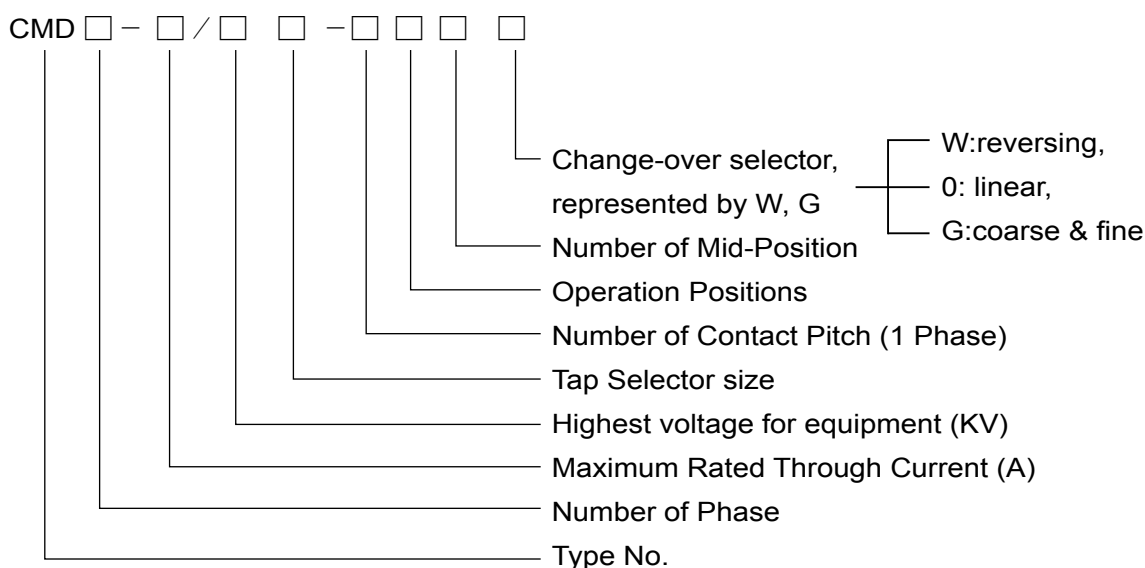 CMD □ - □ / □ □ - □ □ □ □
Change-over selector,
represented by W, G
W:reversing,
0: linear,
G:coarse & fine
Number of Mid-Position
Operation Positions
Number of Contact Pitch (1 Phase)
Tap Selector size
Highest voltage for equipment (KV)
Maximum Rated Through Current (A)
Number of Phase
Type No.